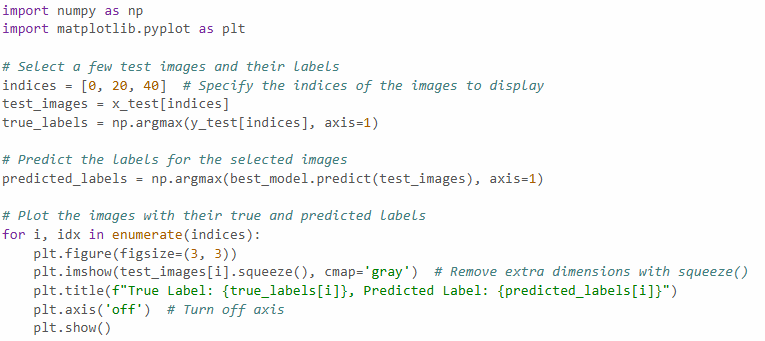 import numpy as np
import matplotlib.pyplot as plt

# Select a few test images and their labels
indices = [0, 20, 40]  # Specify the indices of the images to display
test_images = x_test[indices]
true_labels = np.argmax(y_test[indices], axis=1)

# Predict the labels for the selected images
predicted_labels = np.argmax(best_model.predict(test_images), axis=1)

# Plot the images with their true and predicted labels
for i, idx in enumerate(indices):
    plt.figure(figsize=(3, 3))
    plt.imshow(test_images[i].squeeze(), cmap='gray')  # Remove extra dimensions with squeeze()
    plt.title(f"True Label: {true_labels[i]}, Predicted Label: {predicted_labels[i]}")
    plt.axis('off')  # Turn off axis
    plt.show()